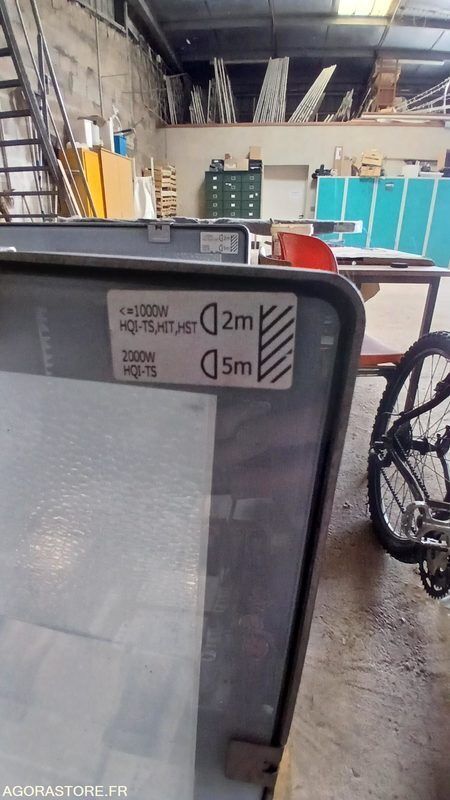 <=1000W
HQI-TS,HIT,HST
2m
2000W
HQI-TS
5m
AGORASTORE.FR